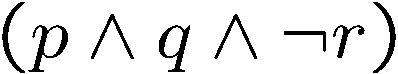 (p ∧ q ∧ ¬r)